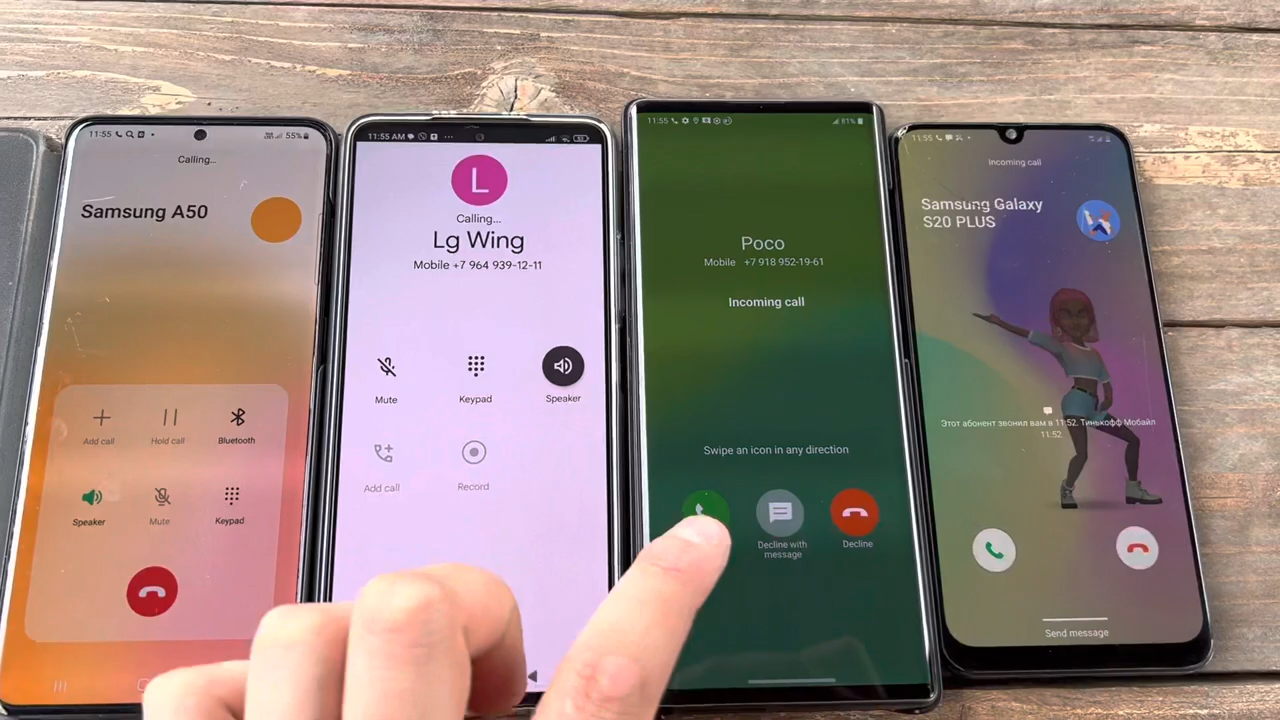 11:55
55%
Calling...
Samsung A50
Add call
Hold call
Bluetooth
Speaker
Mute
Keypad
11:55 AM
L
Calling...
Lg Wing
Mobile +7 964 939-12-11
Mute
Keypad
Speaker
Add call
Record
11:55
81%
Poco
Mobile +7 918 952-19-61
Incoming call
Swipe an icon in any direction
Decline with
message
Decline
11:55
Incoming call
Samsung Galaxy
S20 PLUS
Этот абонент звонил вам в 11:52. Тинькофф Мобайл
11:52
Send message